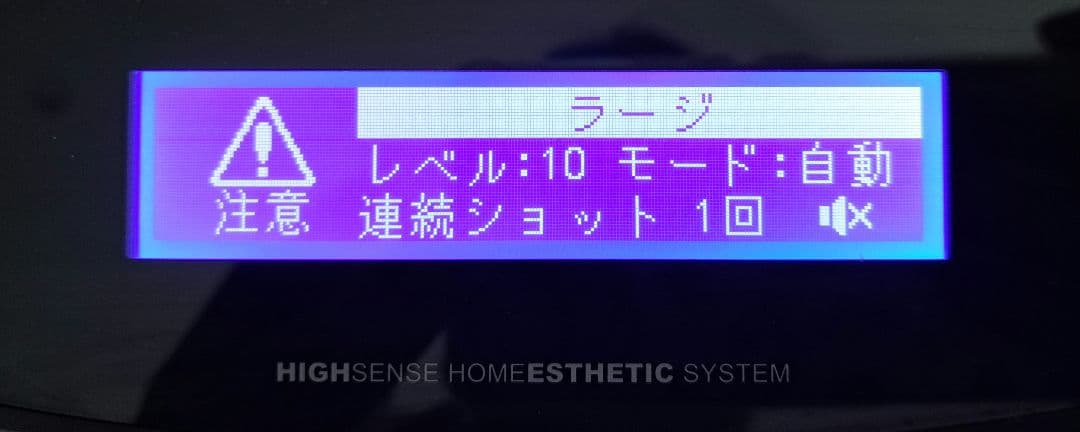 ラージ
レベル:10 モード:自動
注意
連続ショット 1回
HIGHSENSE HOMEESTHETIC SYSTEM